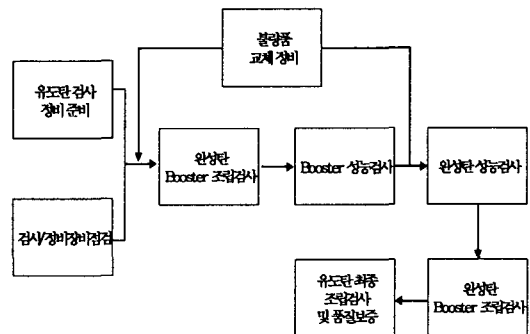 불량품
교체 정비
유도탄 검사
정비 준비
완성탄
Booster 조립검사
Booster 성능검사
완성탄 성능검사
검사/정비장비점검
유도탄 최종
조립검사
및 품질보증
완성탄
Booster 조립검사